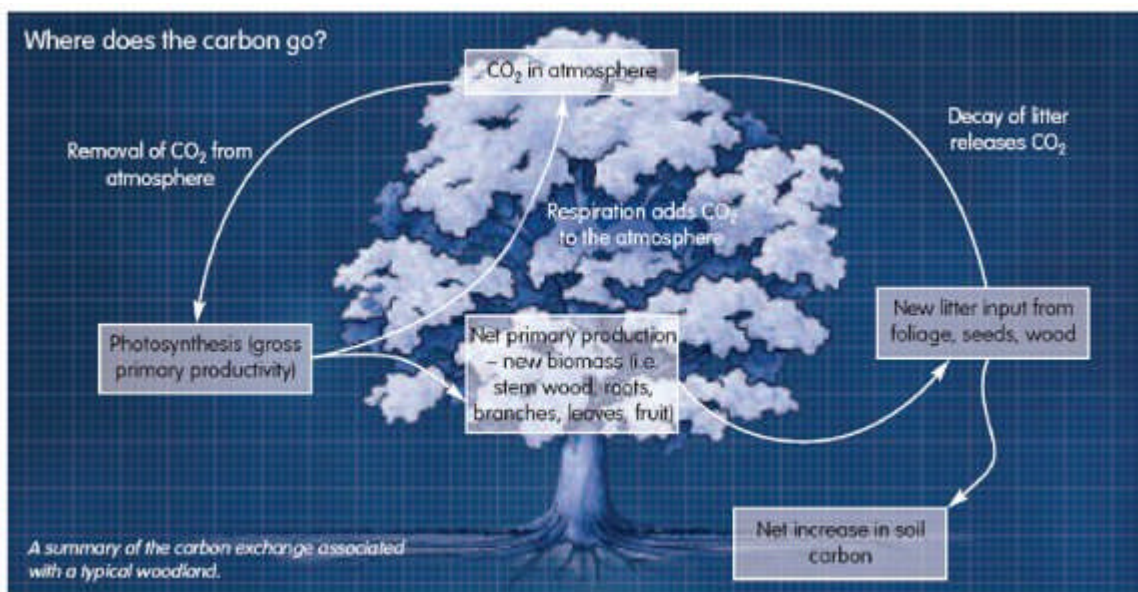 Where does the carbon go?
CO₂ in atmosphere
Removal of CO₂ from
atmosphere
Decay of litter
releases CO₂
Respiration adds CO₂
to the atmosphere
Photosynthesis (gross
primary productivity)
Net primary production
– new biomass (i.e.
stem wood, roots,
branches, leaves, fruit)
New litter input from
foliage, seeds, wood
Net increase in soil
carbon
A summary of the carbon exchange associated
with a typical woodland.